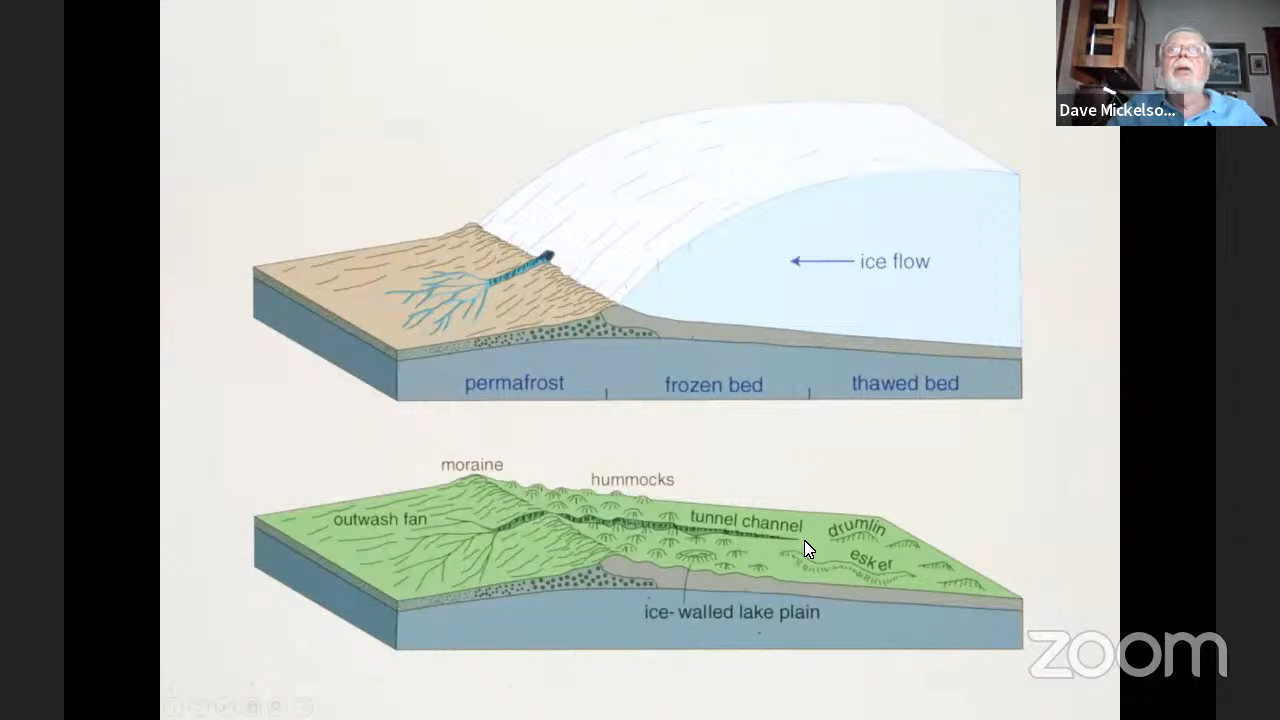 Dave Mickelso...
ice flow
permafrost
frozen bed
thawed bed
moraine
hummocks
outwash fan
tunnel channel
drumlin
esker
ice-walled lake plain
zoom